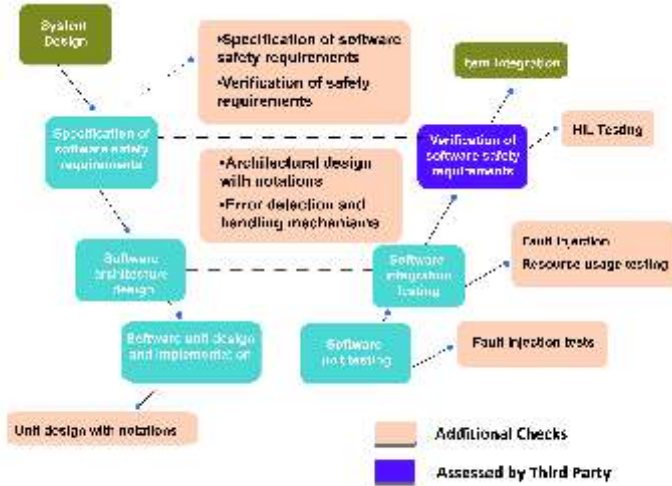 System
Design
•Specification of software
safety requirements
•Verification of safety
requirements
Item Integration
Specification of
software safety
requirements
Verification of
software safety
requirements
HIL Testing
•Architectural design
with notations
•Error detection and
handling mechanisms
Software
architecture
design
Software
integration
testing
Fault injection
Resource usage testing
Software unit design
and implementation
Software
unit testing
Fault injection tests
Unit design with notations
Additional Checks
Assessed by Third Party